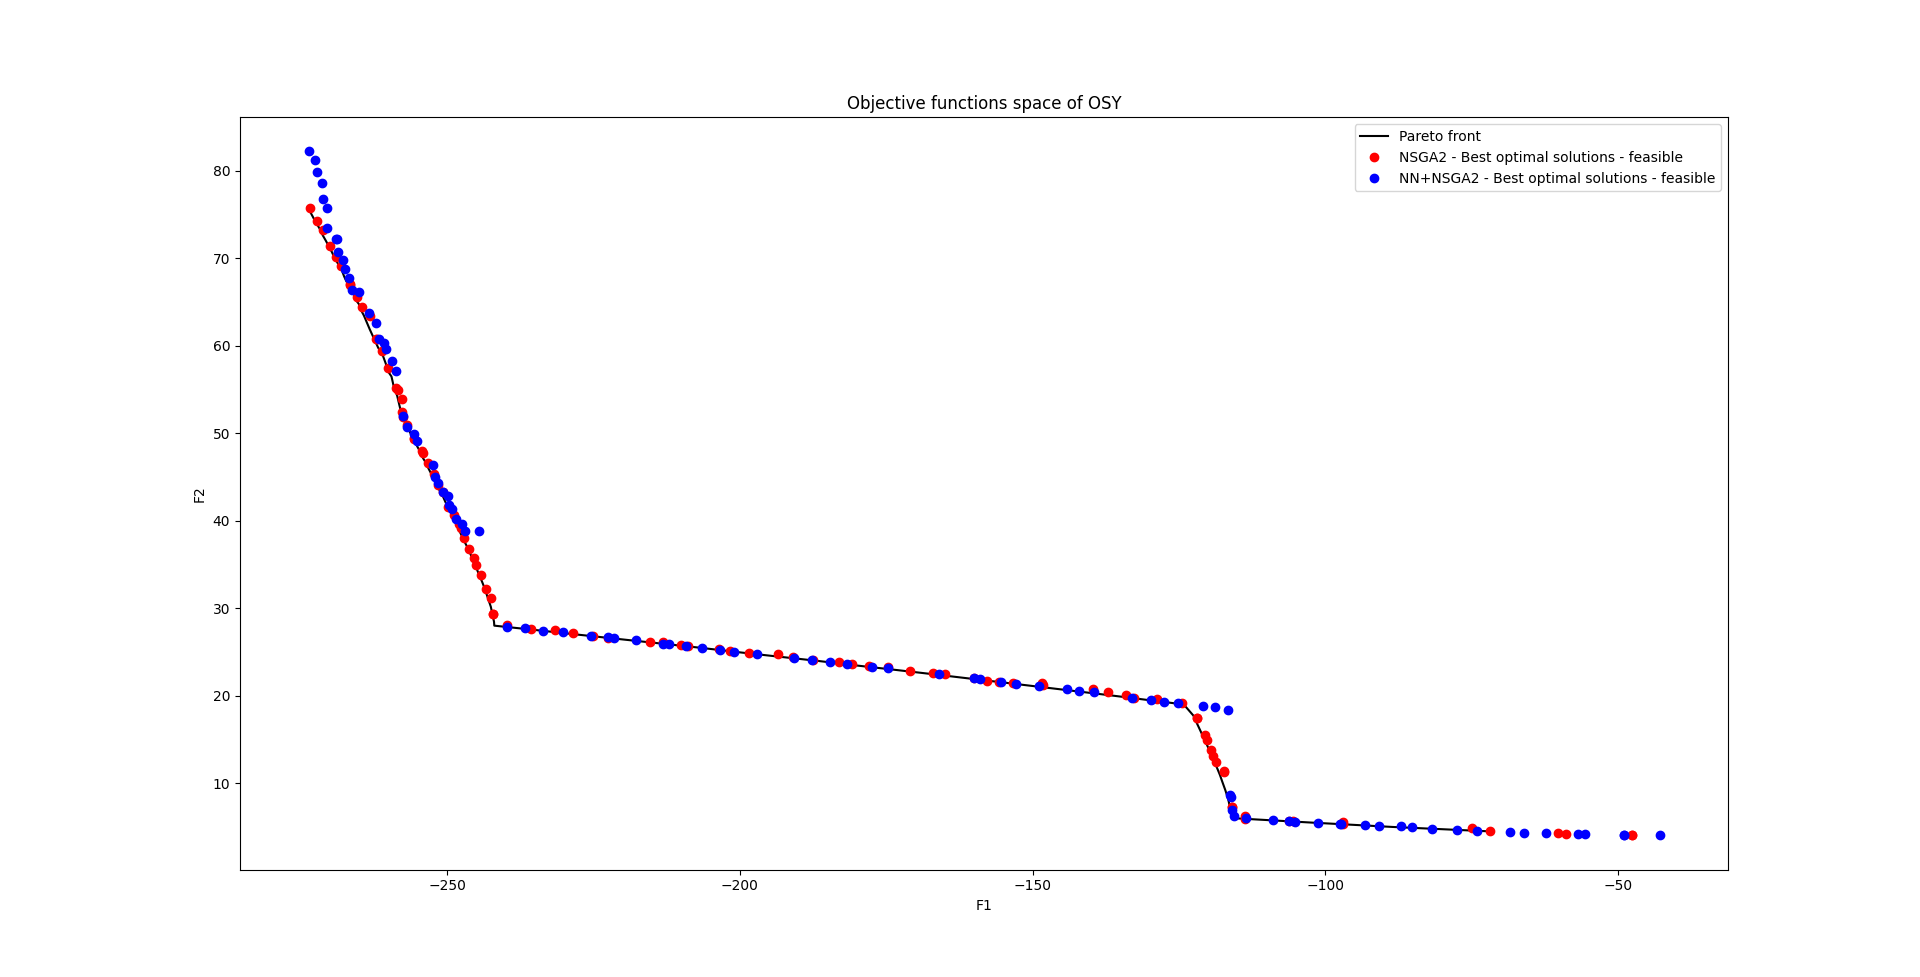 Objective functions space of OSY
Pareto front
NSGA2 - Best optimal solutions - feasible
NN+NSGA2 - Best optimal solutions - feasible
80
70
60
50
40
30
20
10
F2
−250
−200
−150
−100
−50
F1